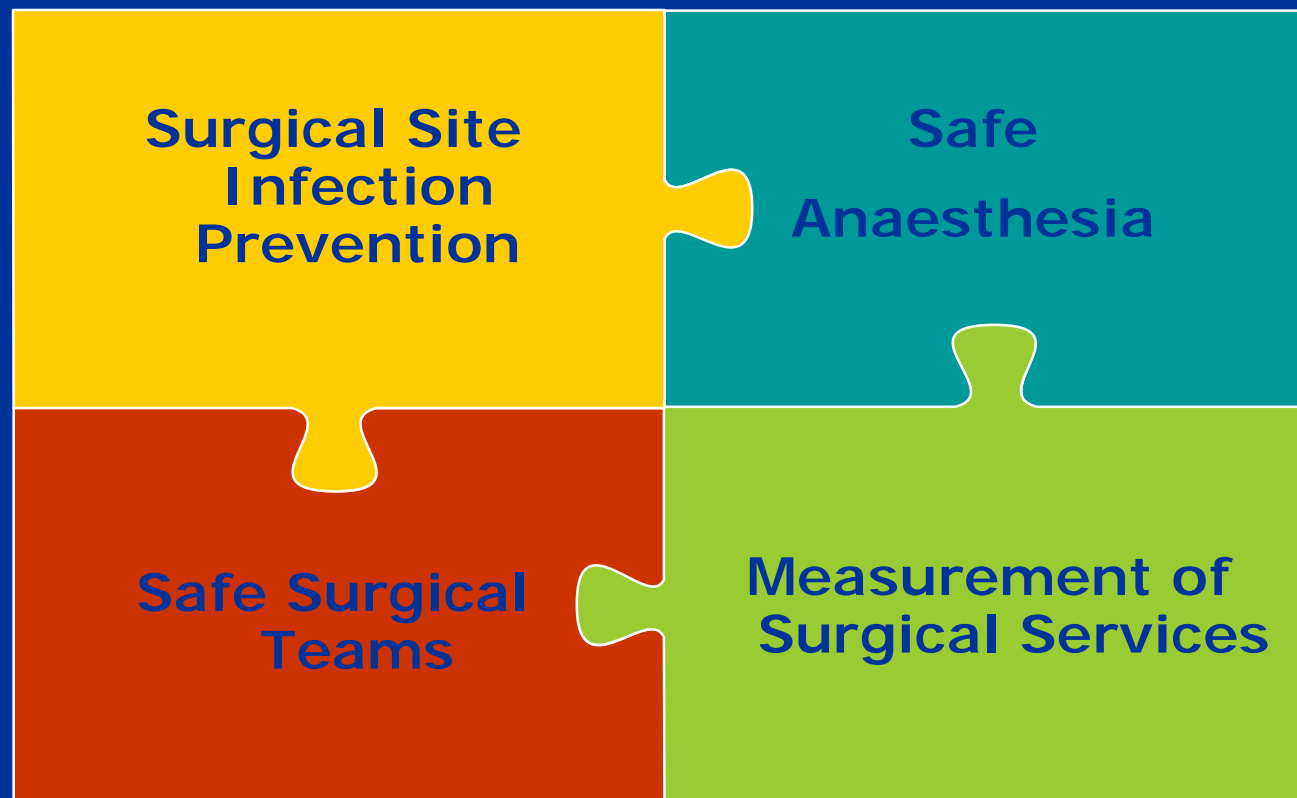 Surgical Site
Infection
Prevention
Safe
Anaesthesia
Safe Surgical
Teams
Measurement of
Surgical Services